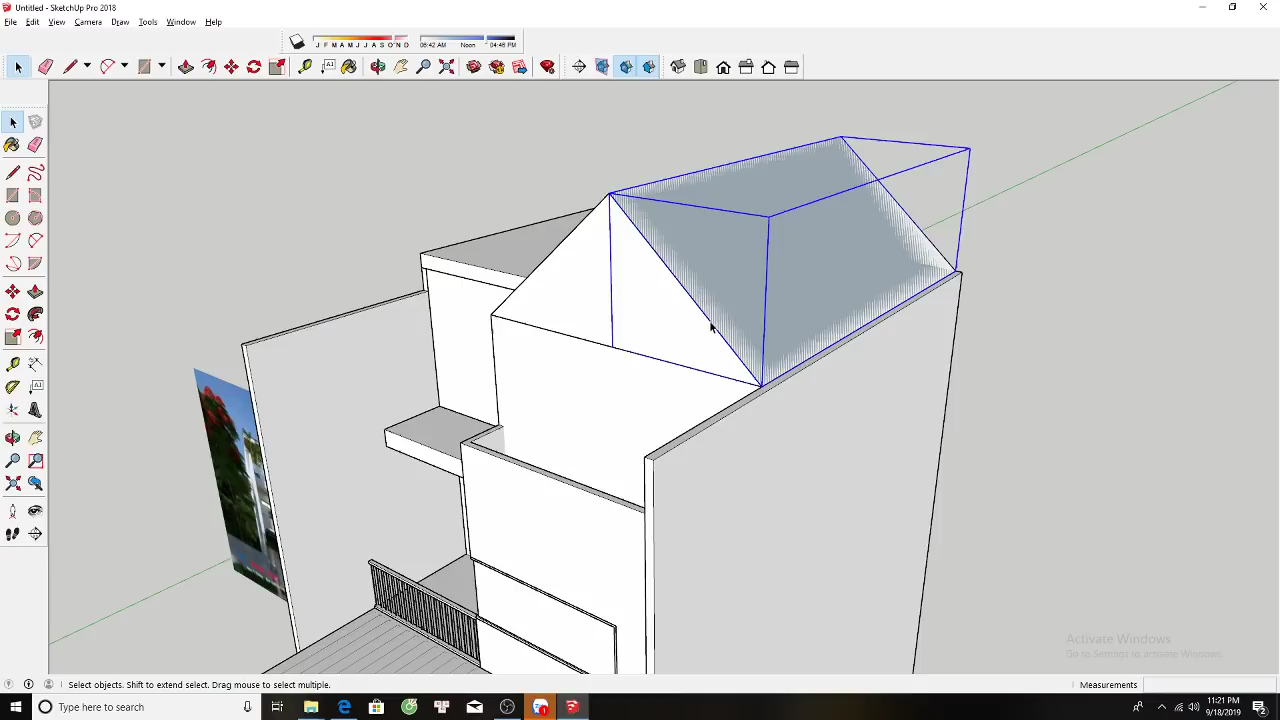 Untitled - SketchUp Pro 2018
File Edit View Camera Draw Tools Window Help
J F M A M J J A S O N D
06:42 AM Noon 04:46 PM
Activate Windows
Go to Settings to activate Windows.
Select objects. Shift to extend select. Drag mouse to select multiple.
Measurements
Type here to search
11:21 PM
9/18/2019